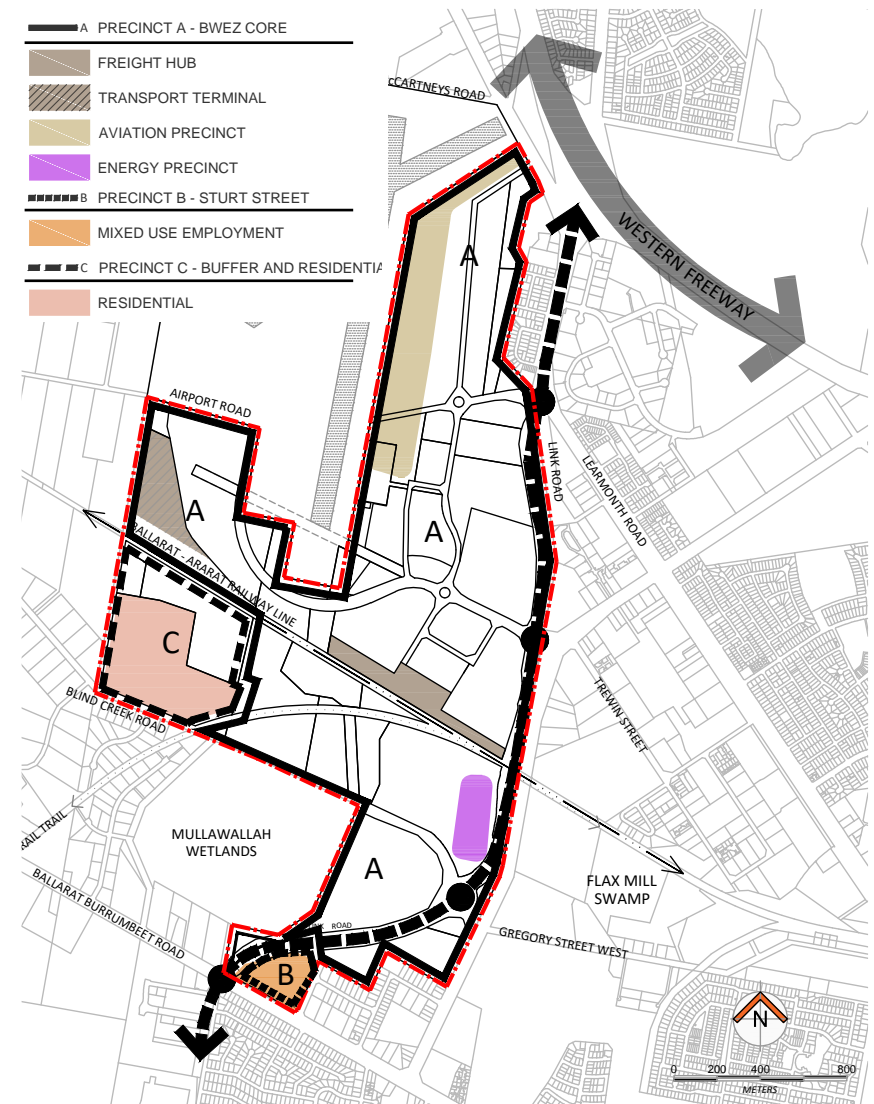 A PRECINCT A - BWEZ CORE
FREIGHT HUB
TRANSPORT TERMINAL
AVIATION PRECINCT
ENERGY PRECINCT
B PRECINCT B - STURT STREET
MIXED USE EMPLOYMENT
C PRECINCT C - BUFFER AND RESIDENTIA
RESIDENTIAL
cCARTNEYS ROAD
WESTERN FREEWAY
A
AIRPORT ROAD
LINK ROAD
LEARMONTH ROAD
A
A
BALLARAT - ARARAT RAILWAY LINE
C
BLIND CREEK ROAD
TREWIN STREET
RAIL TRAIL
MULLAWALLAH
WETLANDS
A
FLAX MILL
SWAMP
BALLARAT BURRUMBEET ROAD
ROAD
GREGORY STREET WEST
B
N
0 200 400 800
METERS